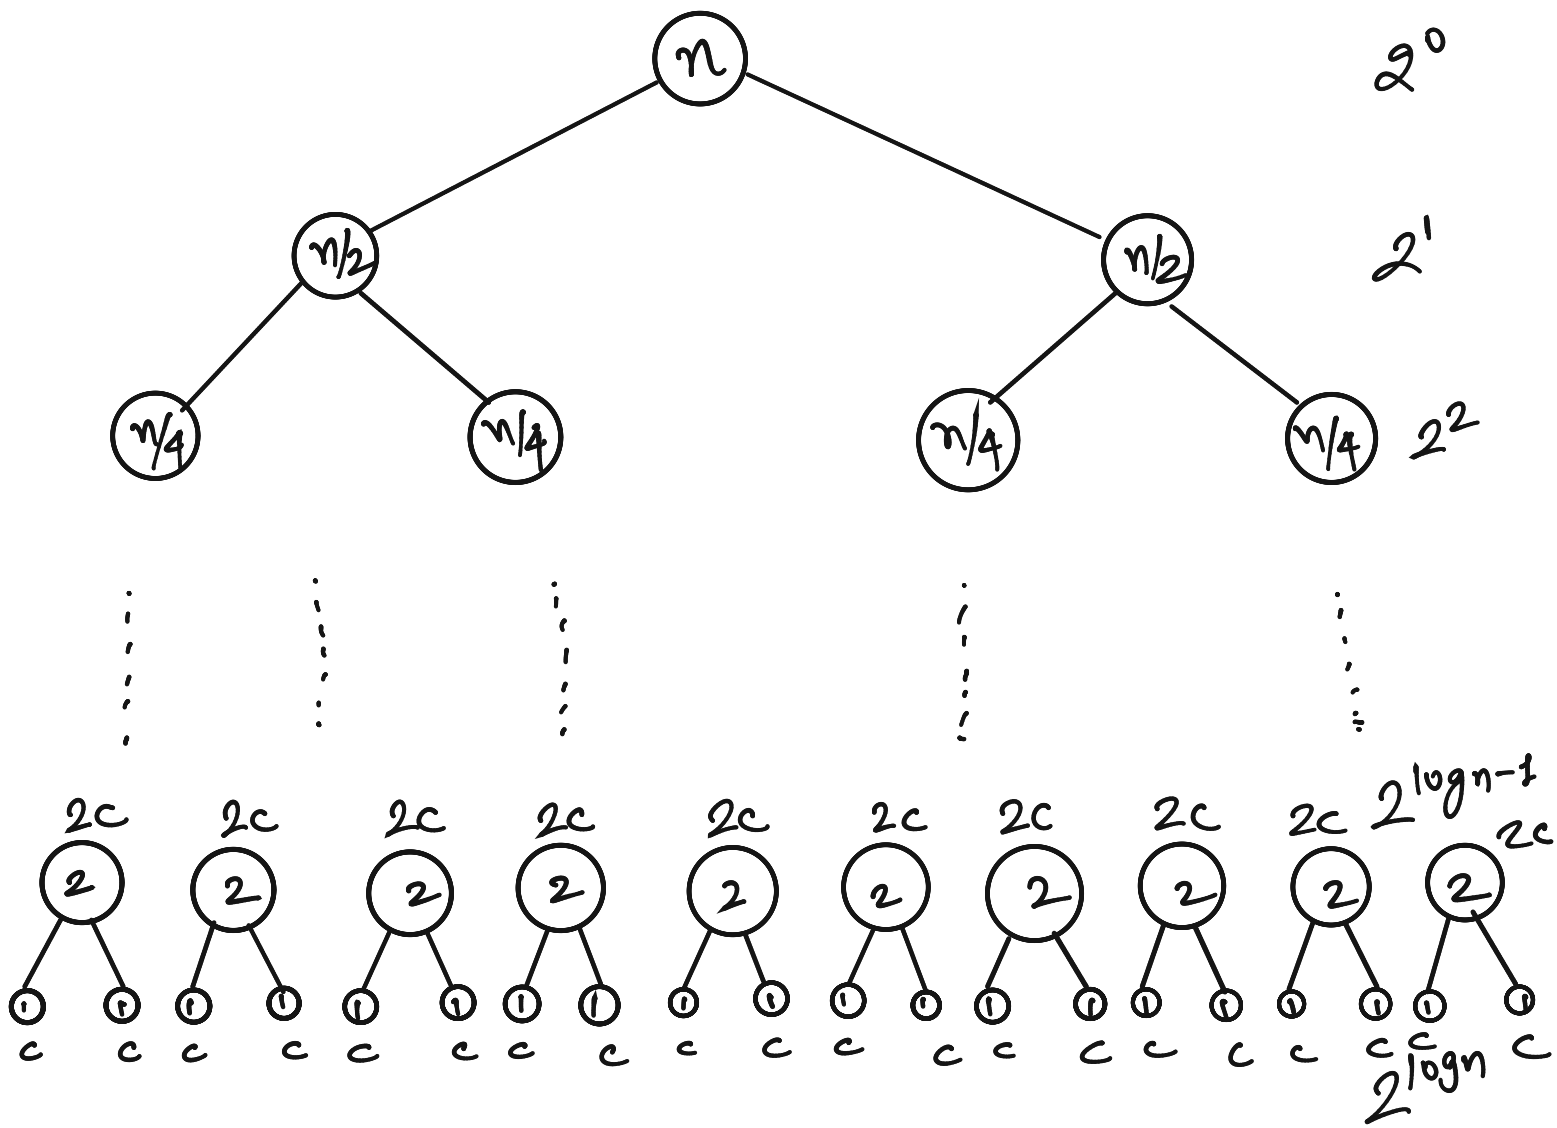 n 2^0
n/2 n/2 2^1
n/4 n/4 n/4 n/4 2^2
2^logn-1
2c 2c 2c 2c 2c 2c 2c 2c 2c 2c
2 2 2 2 2 2 2 2 2 2
1 1 1 1 1 1 1 1 1 1 1 1 1 1 1 1 1 1 1 1
c c c c c c c c c c c c c c c c c c c c
2^logn